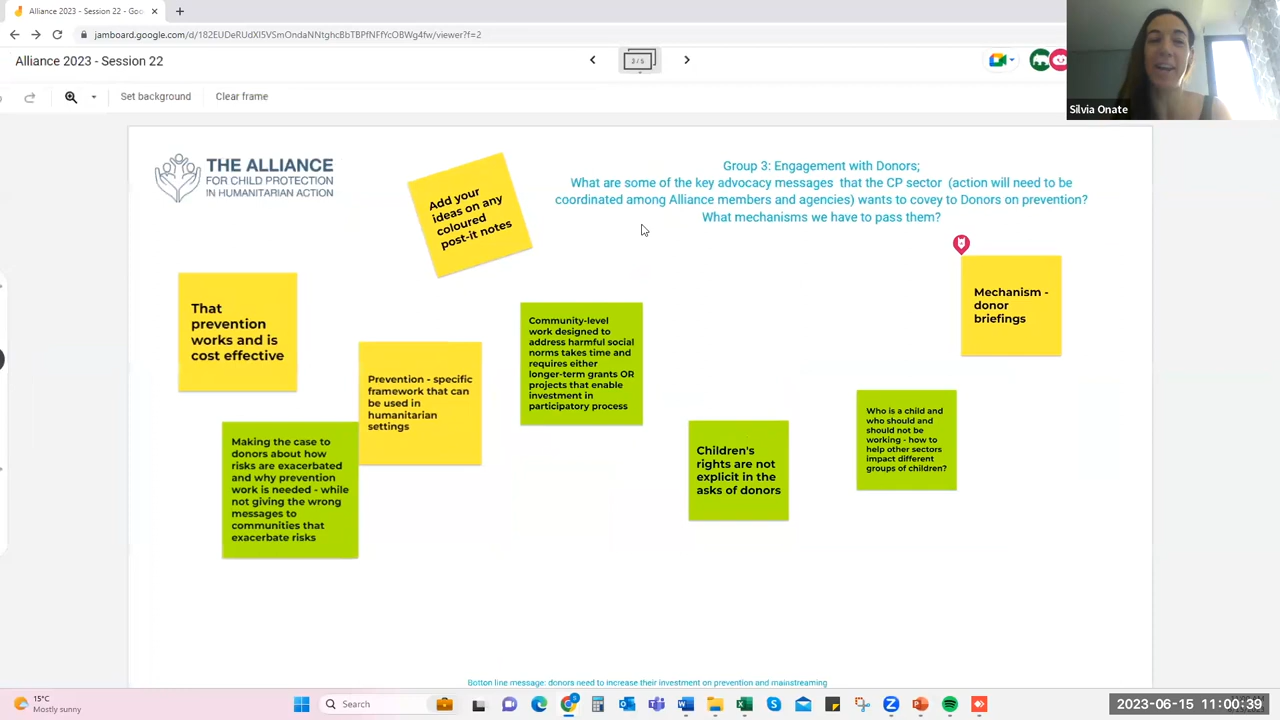 Alliance 2023 - Session 22 - Goo
jamboard.google.com/d/182EUDeRUdXI5VSmOndaNNtghcBbTBPfNFfYcOBWg4fw/viewer?f=2
Alliance 2023 - Session 22
3 / 5
Set background
Clear frame
Silvia Onate
THE ALLIANCE
FOR CHILD PROTECTION
IN HUMANITARIAN ACTION
Add your
ideas on any
coloured
post-it notes
Group 3: Engagement with Donors;
What are some of the key advocacy messages that the CP sector (action will need to be
coordinated among Alliance members and agencies) wants to covey to Donors on prevention?
What mechanisms we have to pass them?
That
prevention
works and is
cost effective
Prevention - specific
framework that can
be used in
humanitarian
settings
Making the case to
donors about how
risks are exacerbated
and why prevention
work is needed - while
not giving the wrong
messages to
communities that
exacerbate risks
Community-level
work designed to
address harmful social
norms takes time and
requires either
longer-term grants OR
projects that enable
investment in
participatory process
Children's
rights are not
explicit in the
asks of donors
Who is a child and
who should and
should not be
working - how to
help other sectors
impact different
groups of children?
Mechanism -
donor
briefings
Botton line message: donors need to increase their investment on prevention and mainstreaming
15°C
Mostly sunny
Search
2023-06-15 11:00:39